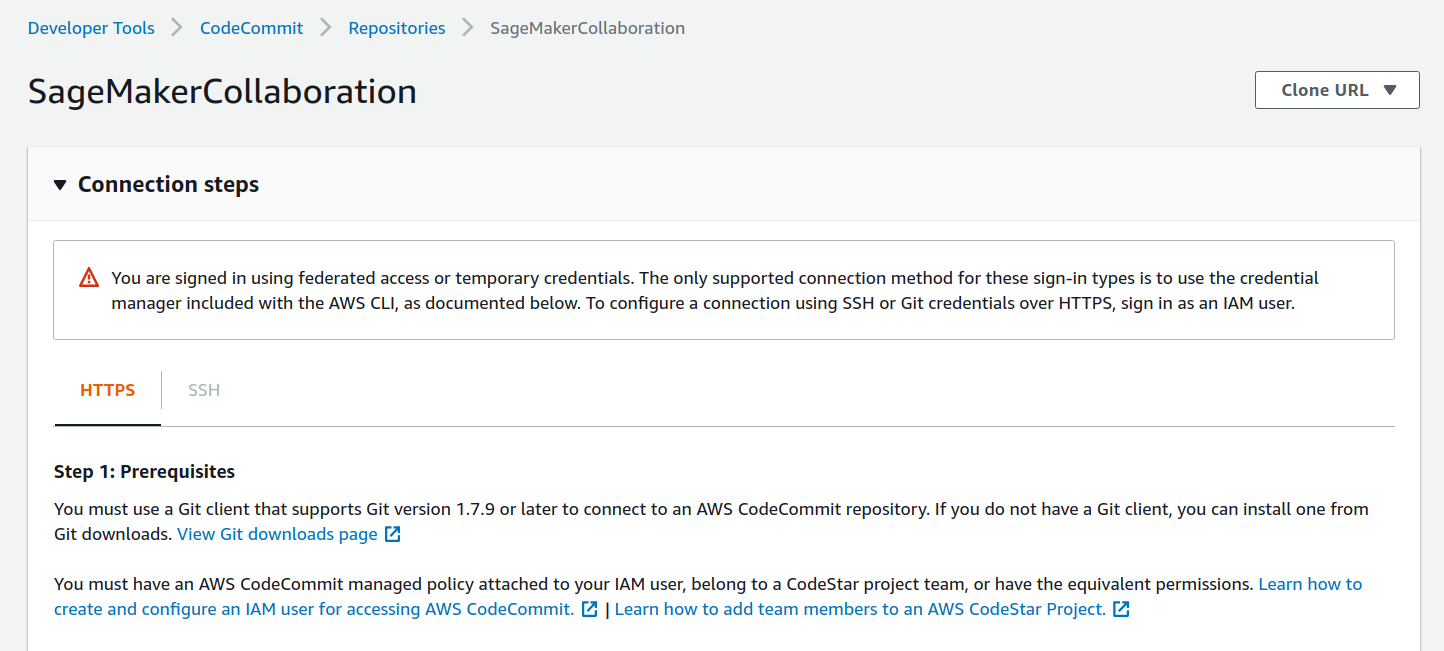 Developer Tools > CodeCommit > Repositories > SageMakerCollaboration
SageMakerCollaboration
Clone URL
Connection steps
You are signed in using federated access or temporary credentials. The only supported connection method for these sign-in types is to use the credential
manager included with the AWS CLI, as documented below. To configure a connection using SSH or Git credentials over HTTPS, sign in as an IAM user.
HTTPS
SSH
Step 1: Prerequisites
You must use a Git client that supports Git version 1.7.9 or later to connect to an AWS CodeCommit repository. If you do not have a Git client, you can install one from
Git downloads. View Git downloads page
You must have an AWS CodeCommit managed policy attached to your IAM user, belong to a CodeStar project team, or have the equivalent permissions. Learn how to
create and configure an IAM user for accessing AWS CodeCommit. | Learn how to add team members to an AWS CodeStar Project.